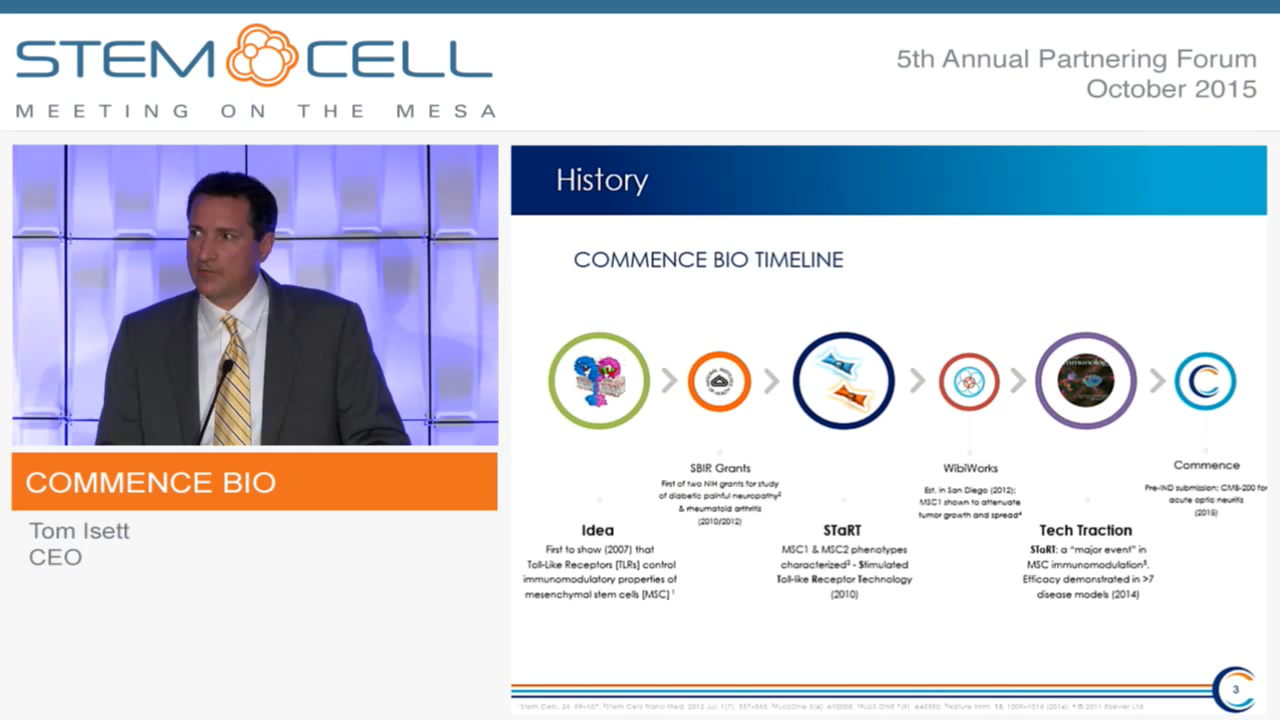 STEM CELL
MEETING ON THE MESA
5th Annual Partnering Forum
October 2015
History
COMMENCE BIO TIMELINE
Idea
First to show (2007) that
Toll-Like Receptors [TLRs] control
immunomodulatory properties of
mesenchymal stem cells [MSC] 1
SBIR Grants
First of two NIH grants for study
of diabetic painful neuropathy2
& rheumatoid arthritis
(2010/2012)
STaRT
MSC1 & MSC2 phenotypes
characterized3 - Stimulated
Toll-like Receptor Technology
(2010)
WibiWorks
Est. in San Diego (2012);
MSC1 shown to attenuate
tumor growth and spread4
Tech Traction
STaRT: a “major event” in
MSC immunomodulation5.
Efficacy demonstrated in >7
disease models (2014)
Commence
Pre-IND submission: CMB-200 for
acute optic neuritis
(2015)
3
COMMENCE BIO
Tom Isett
CEO